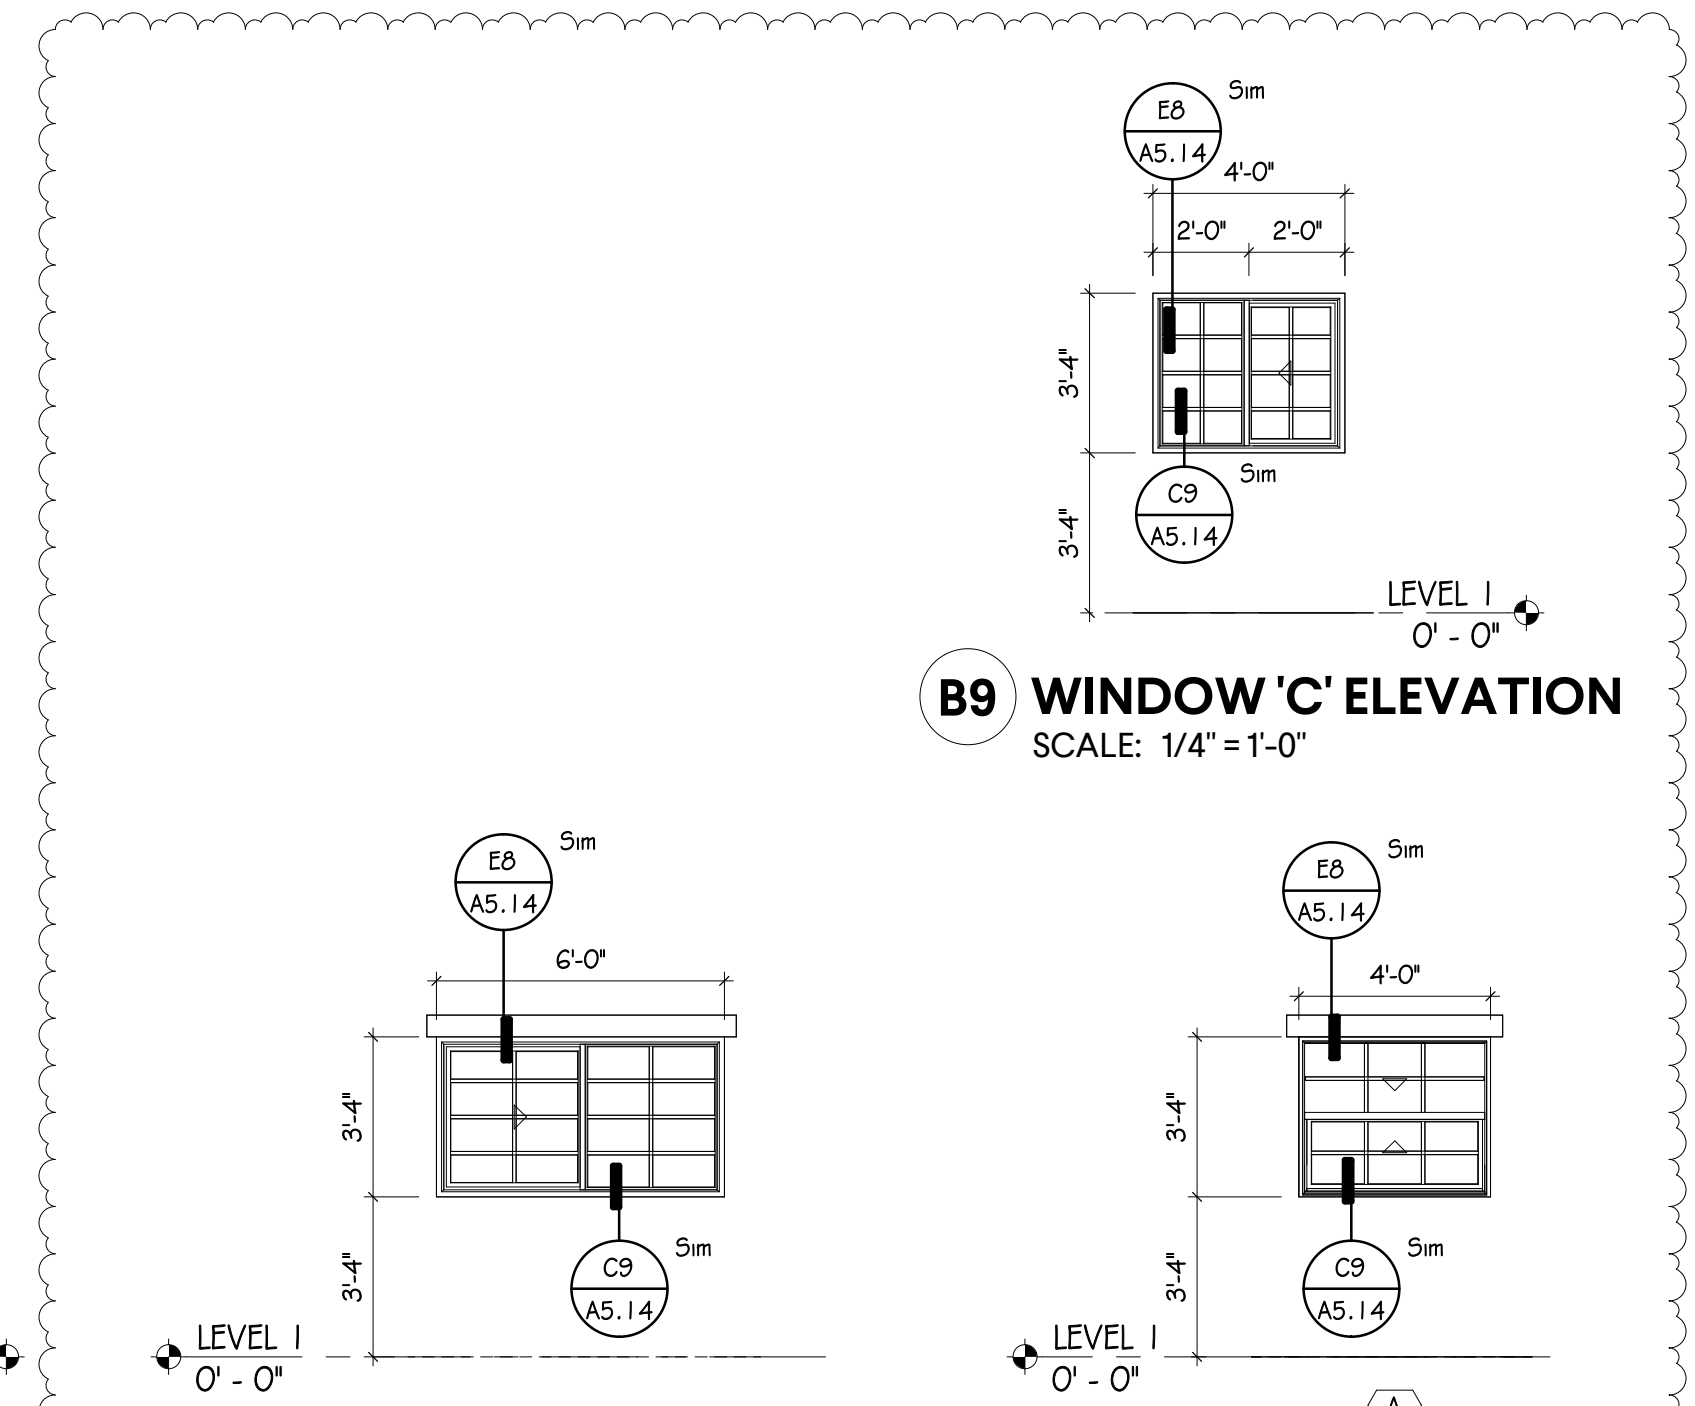 Sim
E8
A5.14
4'-0"
2'-0" 2'-0"
3'-4"
Sim
C9
A5.14
3'-4"
LEVEL 1
0' - 0"
B9 WINDOW 'C' ELEVATION
SCALE: 1/4" = 1'-0"
Sim
E8
A5.14
6'-0"
3'-4"
Sim
C9
A5.14
3'-4"
LEVEL 1
0' - 0"
Sim
E8
A5.14
4'-0"
3'-4"
Sim
C9
A5.14
3'-4"
LEVEL 1
0' - 0"